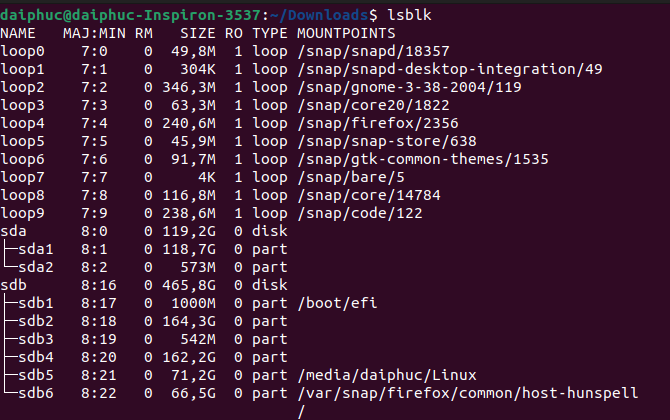 daiphuc@daiphuc-Inspiron-3537:~/Downloads$ lsblk
NAME   MAJ:MIN RM   SIZE RO TYPE MOUNTPOINTS
loop0    7:0    0  49,8M  1 loop /snap/snapd/18357
loop1    7:1    0   304K  1 loop /snap/snapd-desktop-integration/49
loop2    7:2    0 346,3M  1 loop /snap/gnome-3-38-2004/119
loop3    7:3    0  63,3M  1 loop /snap/core20/1822
loop4    7:4    0 240,6M  1 loop /snap/firefox/2356
loop5    7:5    0  45,9M  1 loop /snap/snap-store/638
loop6    7:6    0  91,7M  1 loop /snap/gtk-common-themes/1535
loop7    7:7    0     4K  1 loop /snap/bare/5
loop8    7:8    0 116,8M  1 loop /snap/core/14784
loop9    7:9    0 238,6M  1 loop /snap/code/122
sda      8:0    0 119,2G  0 disk
├─sda1   8:1    0 118,7G  0 part
└─sda2   8:2    0   573M  0 part
sdb      8:16   0 465,8G  0 disk
├─sdb1   8:17   0  1000M  0 part /boot/efi
├─sdb2   8:18   0 164,3G  0 part
├─sdb3   8:19   0   542M  0 part
├─sdb4   8:20   0 162,2G  0 part
├─sdb5   8:21   0  71,2G  0 part /media/daiphuc/Linux
└─sdb6   8:22   0  66,5G  0 part /var/snap/firefox/common/host-hunspell
                                 /